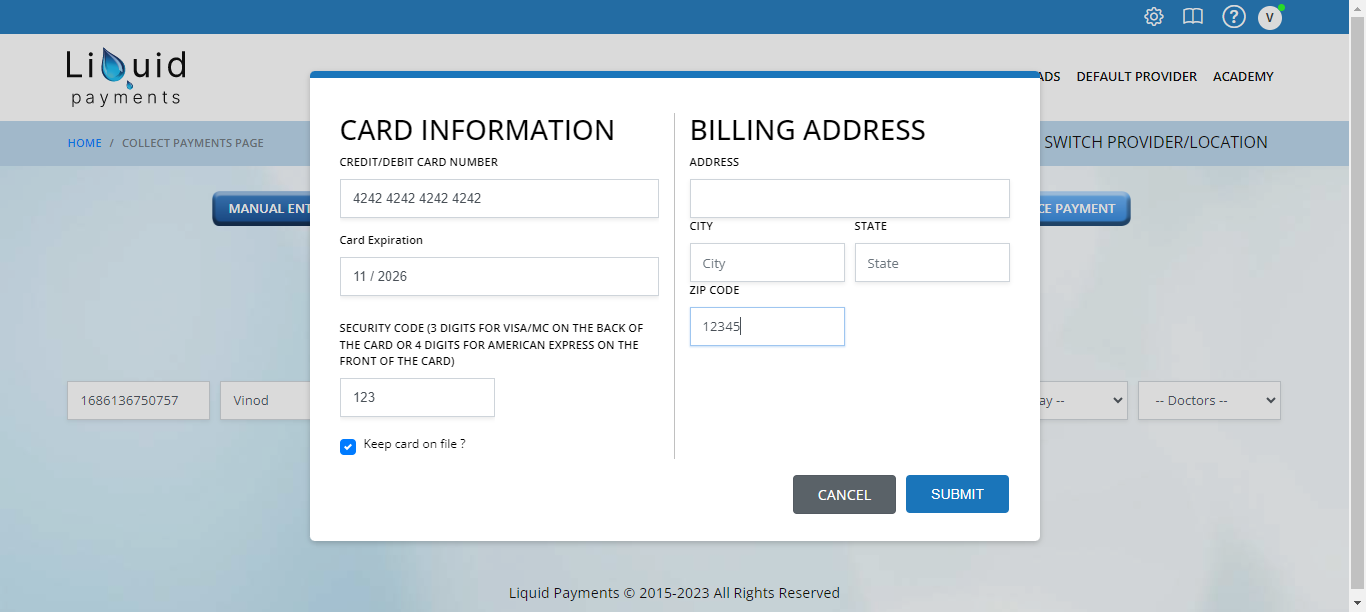 V
Liquid
payments
DEFAULT PROVIDER ACADEMY
HOME / COLLECT PAYMENTS PAGE
SWITCH PROVIDER/LOCATION
MANUAL
PAYMENT
CARD INFORMATION
CREDIT/DEBIT CARD NUMBER
4242 4242 4242 4242
Card Expiration
11 / 2026
SECURITY CODE (3 DIGITS FOR VISA/MC ON THE BACK OF
THE CARD OR 4 DIGITS FOR AMERICAN EXPRESS ON THE
FRONT OF THE CARD)
123
Keep card on file ?
BILLING ADDRESS
ADDRESS
CITY STATE
City State
ZIP CODE
12345
CANCEL SUBMIT
1686136750757 Vinod
-- Doctors --
Liquid Payments © 2015-2023 All Rights Reserved